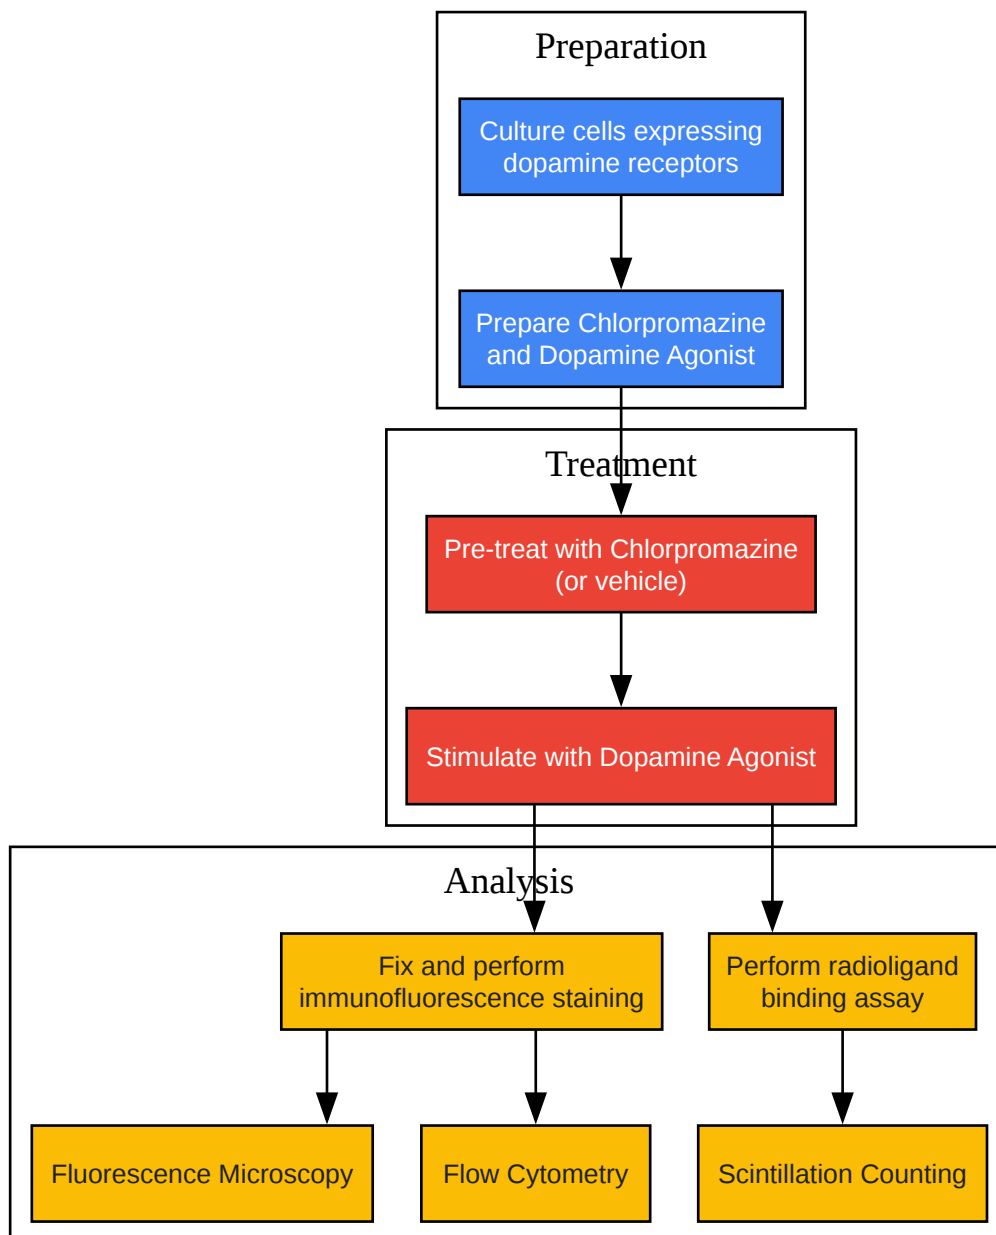 Preparation
Culture cells expressing
dopamine receptors
Prepare Chlorpromazine
and Dopamine Agonist
Treatment
Pre-treat with Chlorpromazine
(or vehicle)
Stimulate with Dopamine Agonist
Analysis
Fix and perform
immunofluorescence staining
Perform radioligand
binding assay
Fluorescence Microscopy
Flow Cytometry
Scintillation Counting